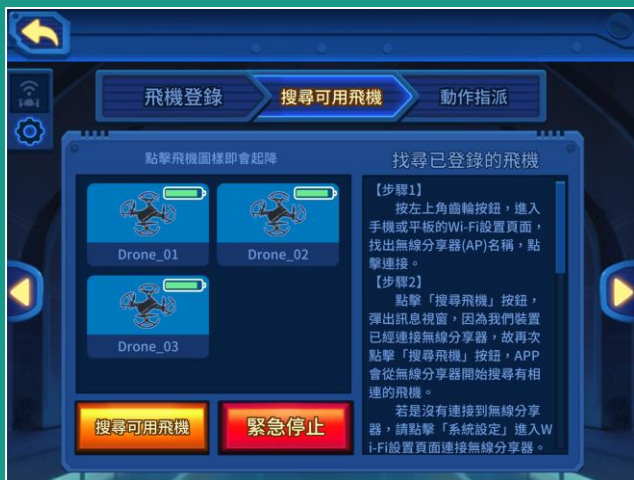 飛機登錄
搜尋可用飛機
動作指派
點擊飛機圖樣即會起降
Drone_01
Drone_02
Drone_03
搜尋可用飛機
緊急停止
找尋已登錄的飛機
【步驟1】
按左上角齒輪按鈕，進入
手機或平板的Wi-Fi設置頁面，
找出無線分享器(AP)名稱，點
擊連接。
【步驟2】
點擊「搜尋飛機」按鈕，
彈出訊息視窗，因為我們裝置
已經連接無線分享器，故再次
點擊「搜尋飛機」按鈕，APP
會從無線分享器開始搜尋有相
連的飛機。
若是沒有連接到無線分享
器，請點擊「系統設定」進入W
i-Fi設置頁面連接無線分享器。